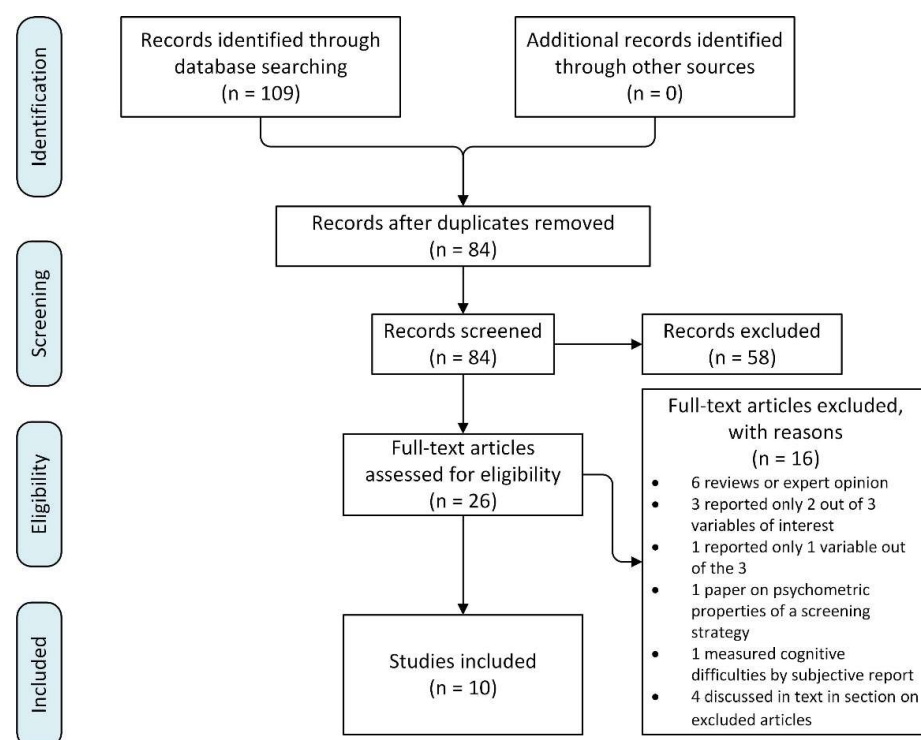 Identification
Records identified through
database searching
(n = 109)
Additional records identified
through other sources
(n = 0)
Records after duplicates removed
(n = 84)
Screening
Records screened
(n = 84)
Records excluded
(n = 58)
Eligibility
Full-text articles
assessed for eligibility
(n = 26)
Full-text articles excluded,
with reasons
(n = 16)
• 6 reviews or expert opinion
• 3 reported only 2 out of 3
variables of interest
• 1 reported only 1 variable out
of the 3
• 1 paper on psychometric
properties of a screening
strategy
• 1 measured cognitive
difficulties by subjective report
• 4 discussed in text in section on
excluded articles
Included
Studies included
(n = 10)